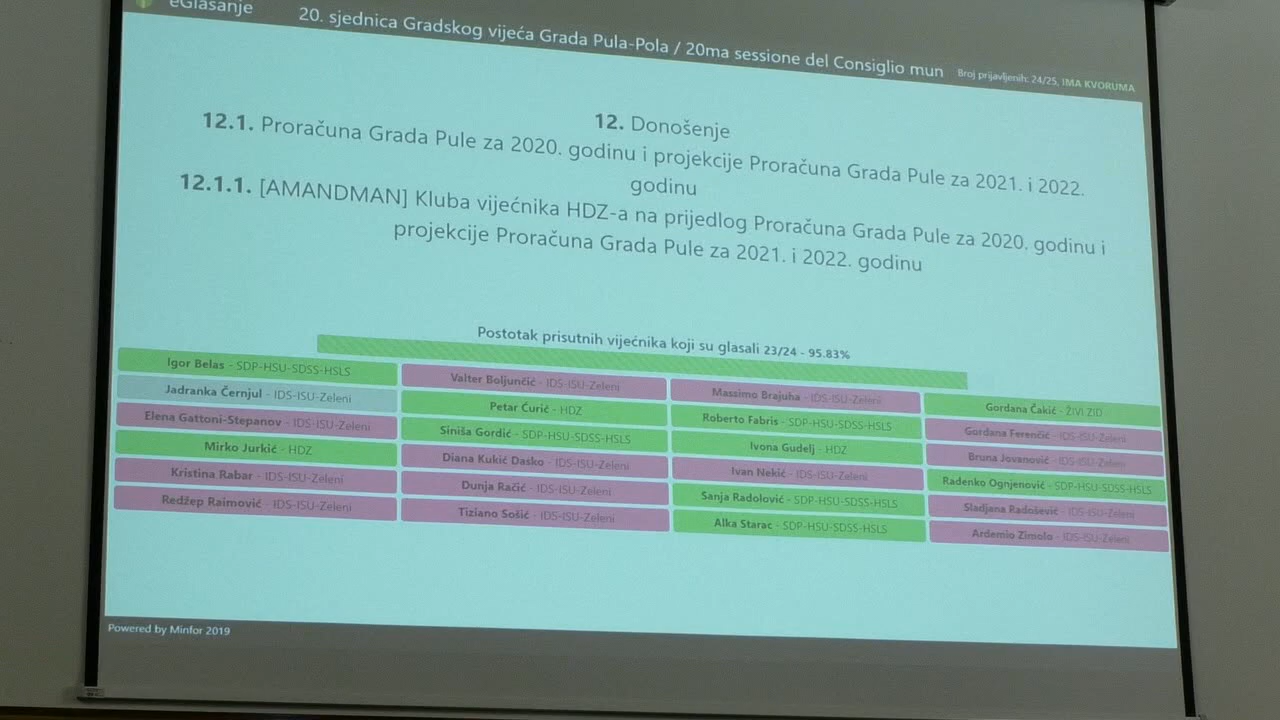 eGlasanje
20. sjednica Gradskog vijeća Grada Pula-Pola / 20ma sessione del Consiglio mun
Broj prijavljenih: 24/25, IMA KVORUMA
12. Donošenje
12.1. Proračuna Grada Pule za 2020. godinu i projekcije Proračuna Grada Pule za 2021. i 2022.
godinu
12.1.1. [AMANDMAN] Kluba vijećnika HDZ-a na prijedlog Proračuna Grada Pule za 2020. godinu i
projekcije Proračuna Grada Pule za 2021. i 2022. godinu
Postotak prisutnih vijećnika koji su glasali 23/24 - 95.83%
Igor Belas - SDP-HSU-SDSS-HSLS
Valter Boljunčić - IDS-ISU-Zeleni
Massimo Brajuha - IDS-ISU-Zeleni
Gordana Čakić - ŽIVI ZID
Jadranka Černjul - IDS-ISU-Zeleni
Petar Ćurić - HDZ
Roberto Fabris - SDP-HSU-SDSS-HSLS
Gordana Ferenčić - IDS-ISU-Zeleni
Elena Gattoni-Stepanov - IDS-ISU-Zeleni
Siniša Gordić - SDP-HSU-SDSS-HSLS
Ivona Gudelj - HDZ
Bruna Jovanović - IDS-ISU-Zeleni
Mirko Jurkić - HDZ
Diana Kukić Dasko - IDS-ISU-Zeleni
Ivan Nekić - IDS-ISU-Zeleni
Radenko Ognjenović - SDP-HSU-SDSS-HSLS
Kristina Rabar - IDS-ISU-Zeleni
Dunja Račić - IDS-ISU-Zeleni
Sanja Radolović - SDP-HSU-SDSS-HSLS
Sladjana Radošević - IDS-ISU-Zeleni
Redžep Raimović - IDS-ISU-Zeleni
Tiziano Sošić - IDS-ISU-Zeleni
Alka Starac - SDP-HSU-SDSS-HSLS
Ardemio Zimolo - IDS-ISU-Zeleni
Powered by Minfor 2019